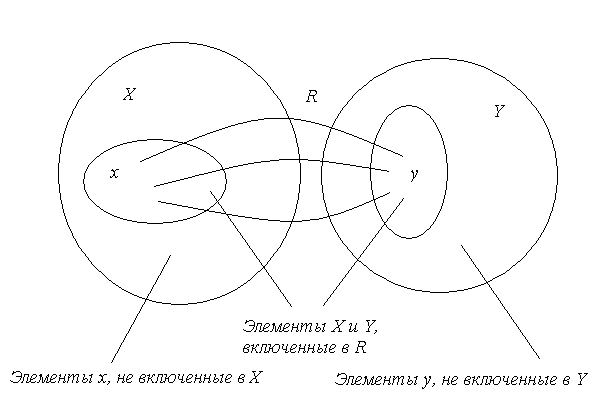 X
R
Y
x
y
Элементы X и Y,
включенные в R
Элементы x, не включенные в X
Элементы y, не включенные в Y